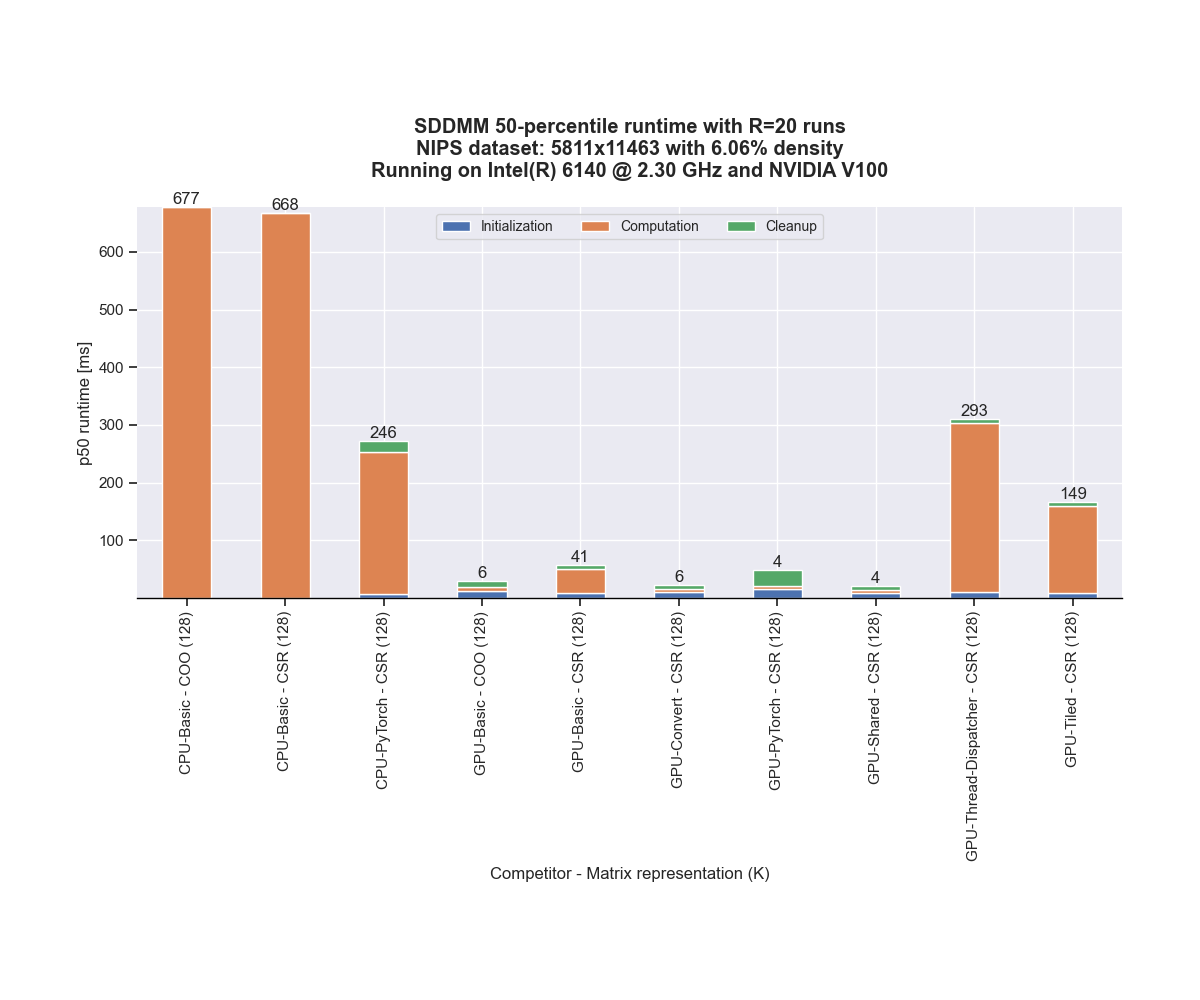 SDDMM 50-percentile runtime with R=20 runs
NIPS dataset: 5811x11463 with 6.06% density
Running on Intel(R) 6140 @ 2.30 GHz and NVIDIA V100
Initialization
Computation
Cleanup
677
668
246
6
41
6
4
4
293
149
600
500
400
300
200
100
p50 runtime [ms]
CPU-Basic - COO (128)
CPU-Basic - CSR (128)
CPU-PyTorch - CSR (128)
GPU-Basic - COO (128)
GPU-Basic - CSR (128)
GPU-Convert - CSR (128)
GPU-PyTorch - CSR (128)
GPU-Shared - CSR (128)
GPU-Thread-Dispatcher - CSR (128)
GPU-Tiled - CSR (128)
Competitor - Matrix representation (K)